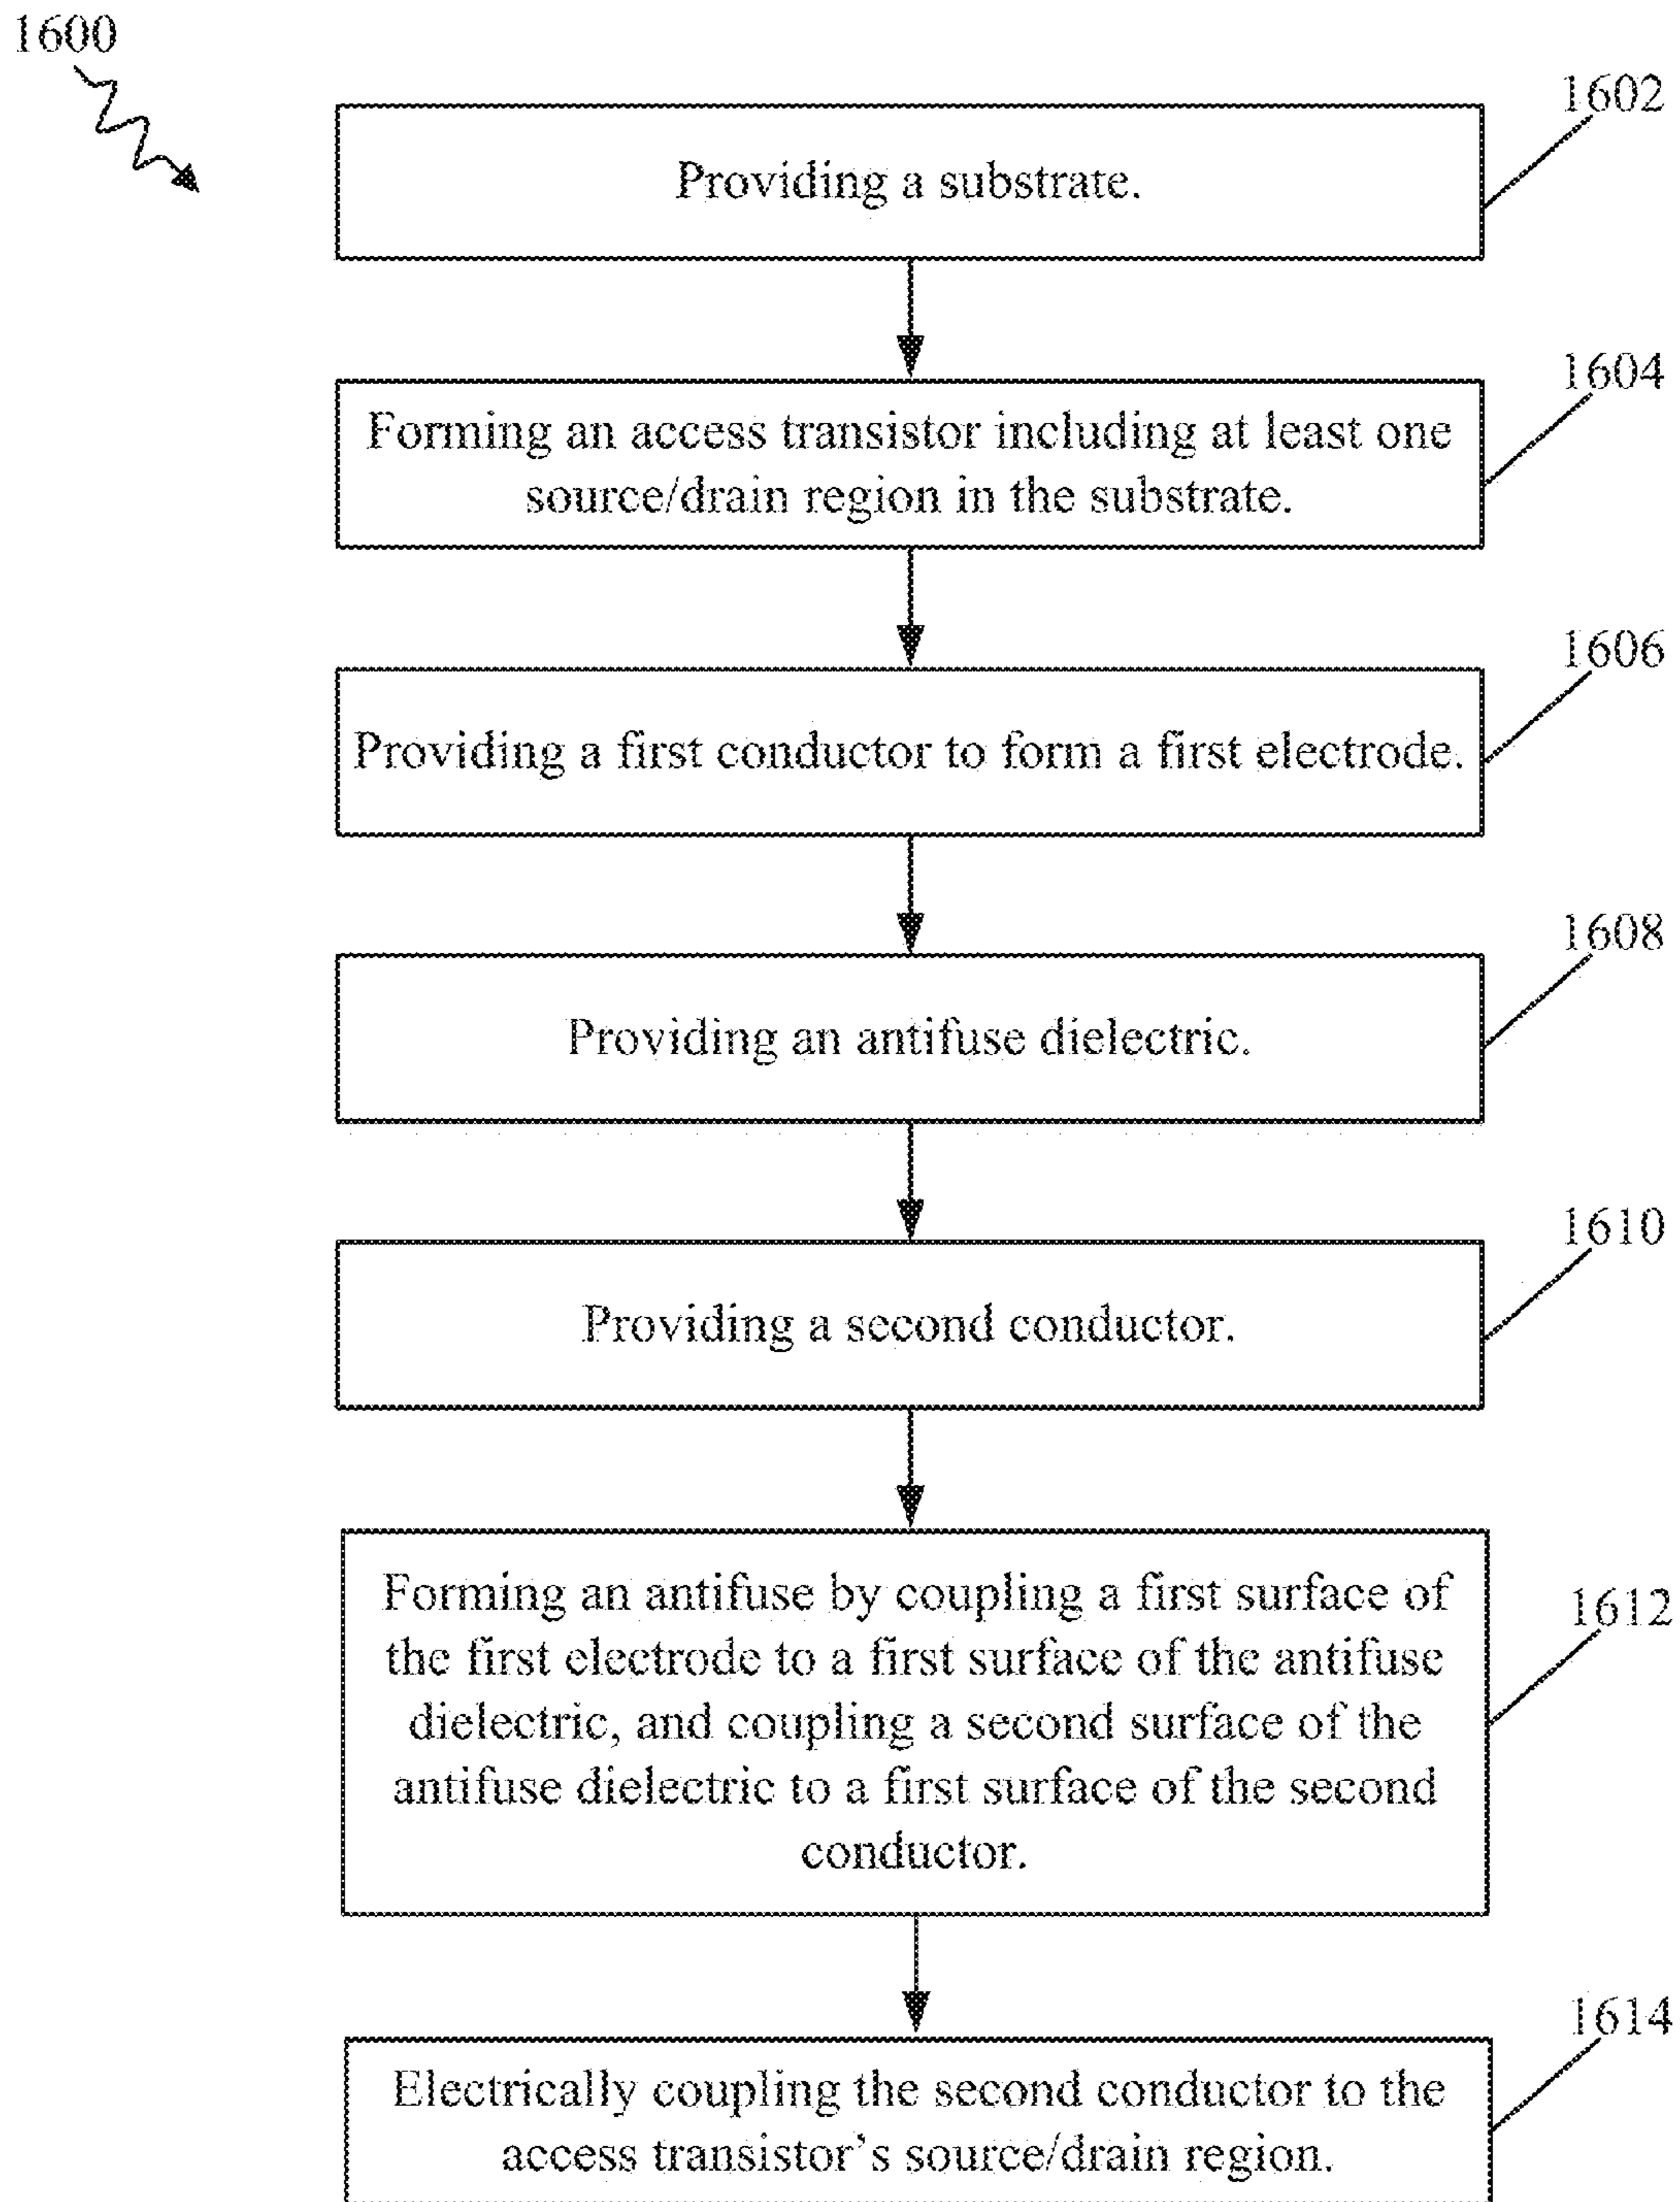 1600
1602
Providing a substrate.
1604
Forming an access transistor including at least one
source/drain region in the substrate.
1606
Providing a first conductor to form a first electrode.
1608
Providing an antifuse dielectric.
1610
Providing a second conductor.
1612
Forming an antifuse by coupling a first surface of
the first electrode to a first surface of the antifuse
dielectric, and coupling a second surface of the
antifuse dielectric to a first surface of the second
conductor.
1614
Electrically coupling the second conductor to the
access transistor’s source/drain region.